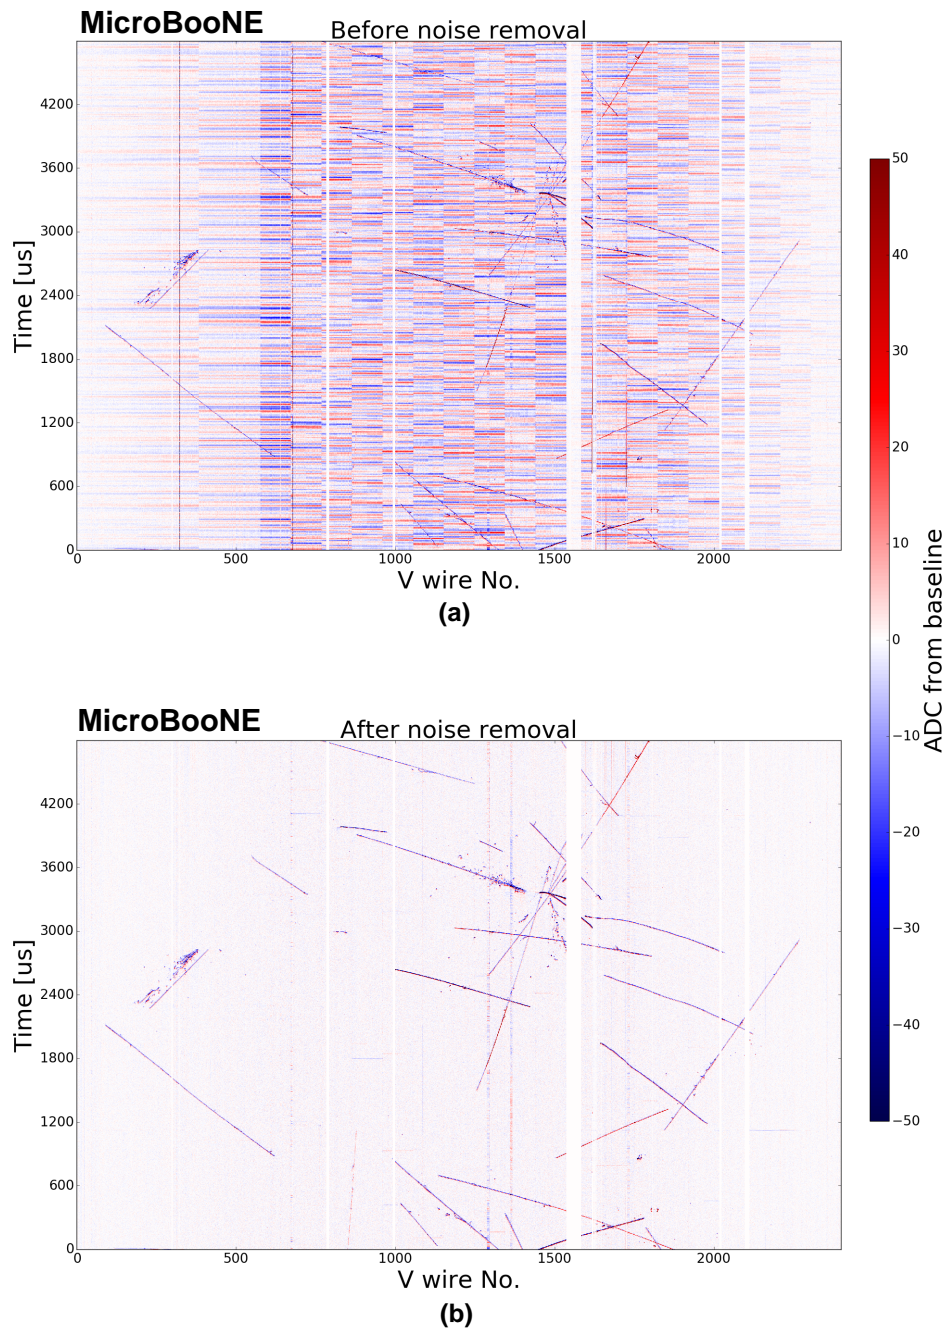 MicroBooNE
Before noise removal
4200
3600
3000
2400
1800
1200
600
0
Time [us]
0 500 1000 1500 2000
V wire No.
(a)
50
40
30
20
10
0
−10
−20
−30
−40
−50
ADC from baseline
MicroBooNE
After noise removal
4200
3600
3000
2400
1800
1200
600
0
Time [us]
0 500 1000 1500 2000
V wire No.
(b)